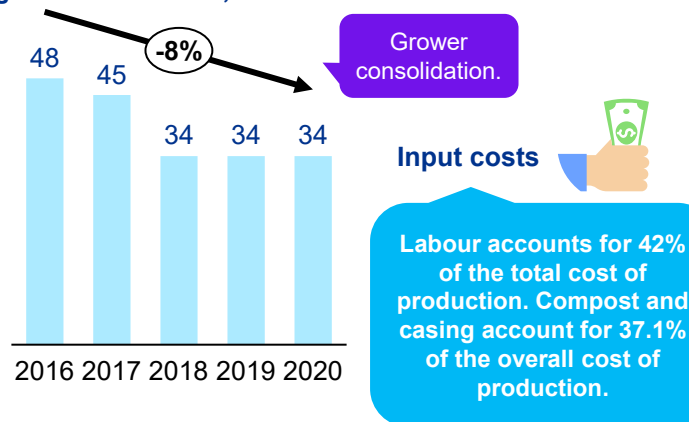 -8%
Grower
consolidation.
48
45
34
34
34
2016 2017 2018 2019 2020
Input costs
Labour accounts for 42%
of the total cost of
production. Compost and
casing account for 37.1%
of the overall cost of
production.